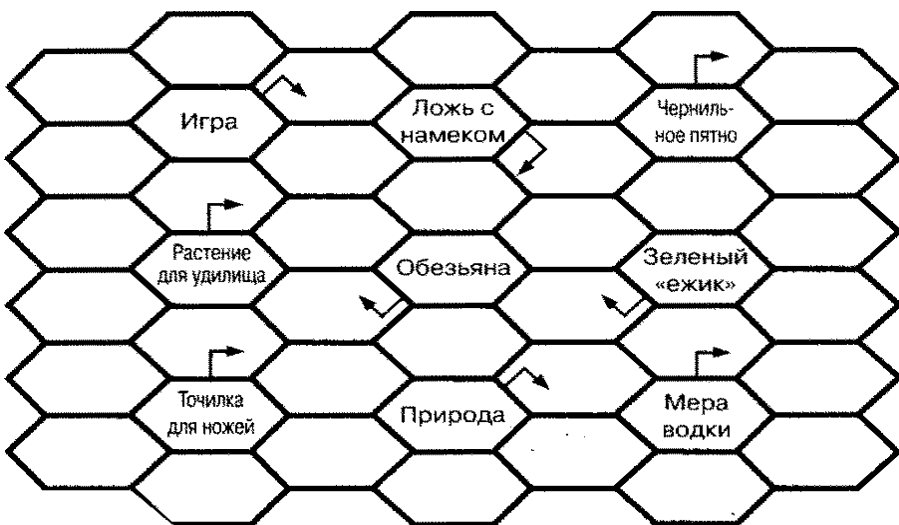 Игра
Ложь с
намеком
Черниль-
ное пятно
Растение
для удилища
Обезьяна
Зеленый
«ежик»
Точилка
для ножей
Природа
Мера
водки